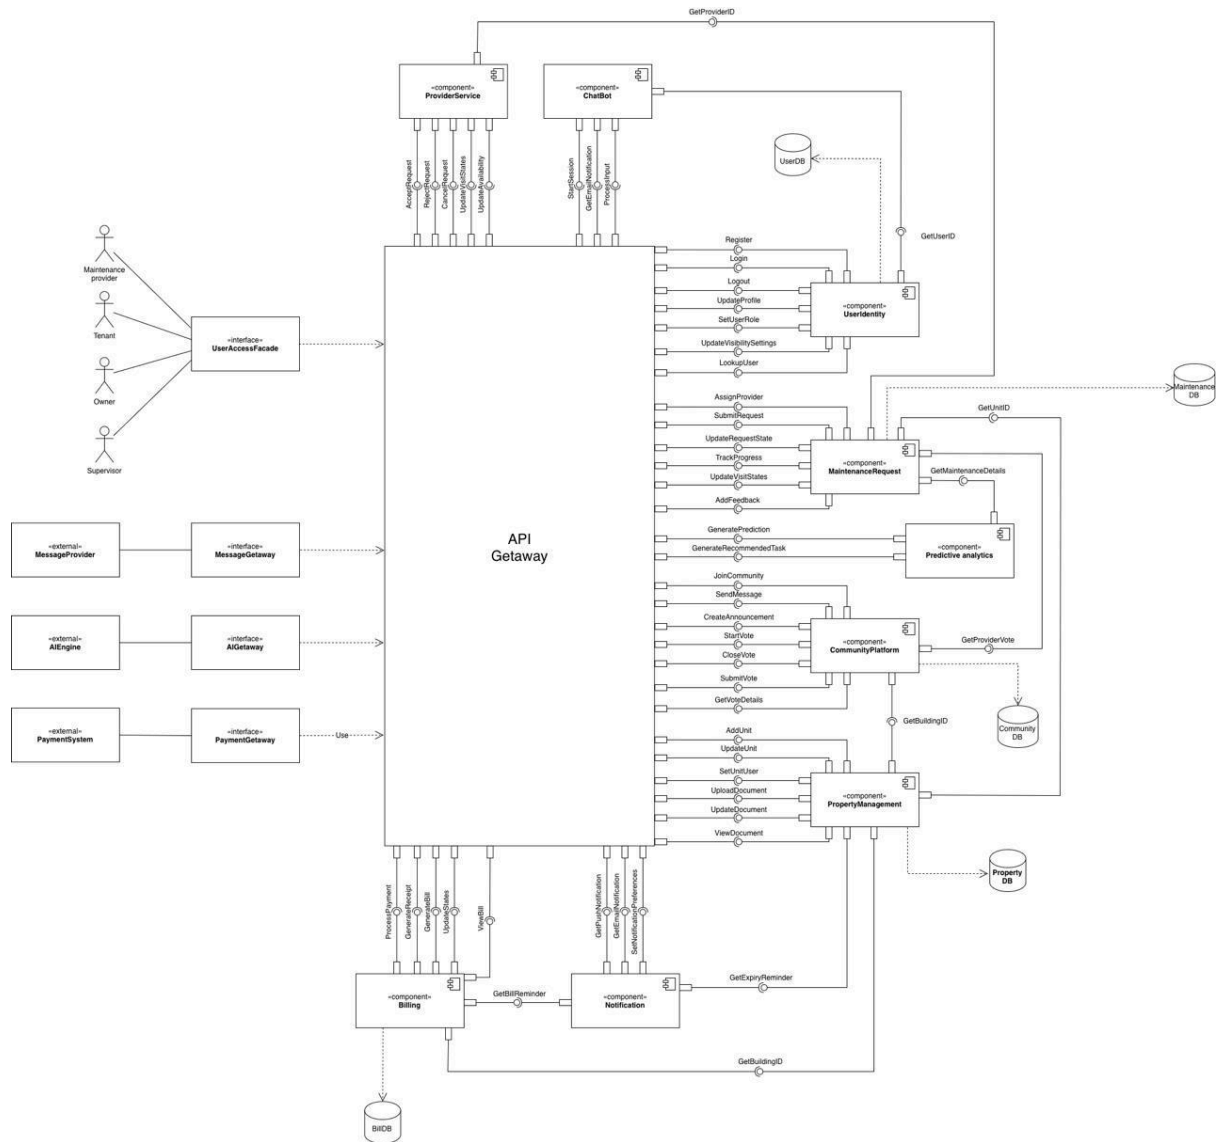 GetProviderID
«component»
ProviderService
«component»
ChatBot
AcceptRequest
RejectRequest
CancelRequest
UpdateVisitStates
UpdateAvailability
StartSession
GetEmailNotification
ProcessInput
UserDB
GetUserID
Maintenance
provider
Tenant
Owner
Supervisor
«interface»
UserAccessFacade
Register
Login
Logout
UpdateProfile
SetUserRole
UpdateVisibilitySettings
LookupUser
«component»
UserIdentity
Maintenance
DB
AssignProvider
SubmitRequest
UpdateRequestState
TrackProgress
UpdateVisitStates
AddFeedback
«component»
MaintenanceRequest
GetUnitID
GetMaintenanceDetails
«external»
MessageProvider
«interface»
MessageGetaway
API
Getaway
GeneratePrediction
GenerateRecommendedTask
«component»
Predictive analytics
«external»
AIEngine
«interface»
AIGetaway
JoinCommunity
SendMessage
CreateAnnouncement
StartVote
CloseVote
SubmitVote
GetVoteDetails
«component»
CommunityPlatform
GetProviderVote
Community
DB
GetBuildingID
«external»
PaymentSystem
«interface»
PaymentGetaway
Use
AddUnit
UpdateUnit
SetUnitUser
UploadDocument
UpdateDocument
ViewDocument
«component»
PropertyManagement
Property
DB
ProcessPayment
GenerateReceipt
GenerateBill
UpdateStates
ViewBill
GetPushNotification
GetEmailNotification
SetNotificationPreferences
«component»
Billing
GetBillReminder
«component»
Notification
GetExpiryReminder
GetBuildingID
BillDB